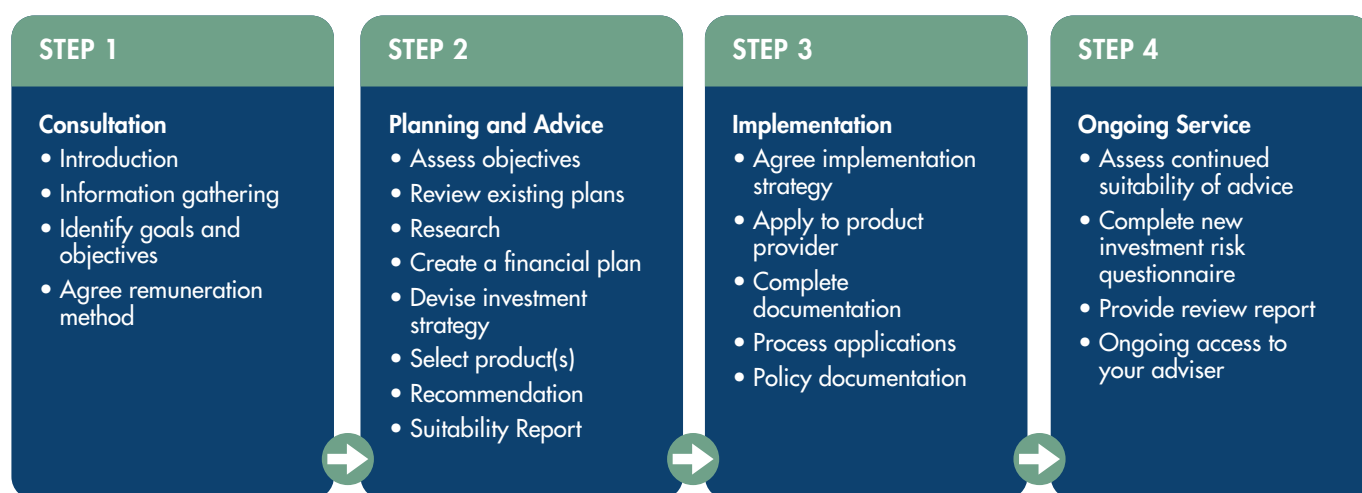 STEP 1
Consultation
• Introduction
• Information gathering
• Identify goals and
objectives
• Agree remuneration
method
STEP 2
Planning and Advice
• Assess objectives
• Review existing plans
• Research
• Create a financial plan
• Devise investment
strategy
• Select product(s)
• Recommendation
• Suitability Report
STEP 3
Implementation
• Agree implementation
strategy
• Apply to product
provider
• Complete
documentation
• Process applications
• Policy documentation
STEP 4
Ongoing Service
• Assess continued
suitability of advice
• Complete new
investment risk
questionnaire
• Provide review report
• Ongoing access to
your adviser